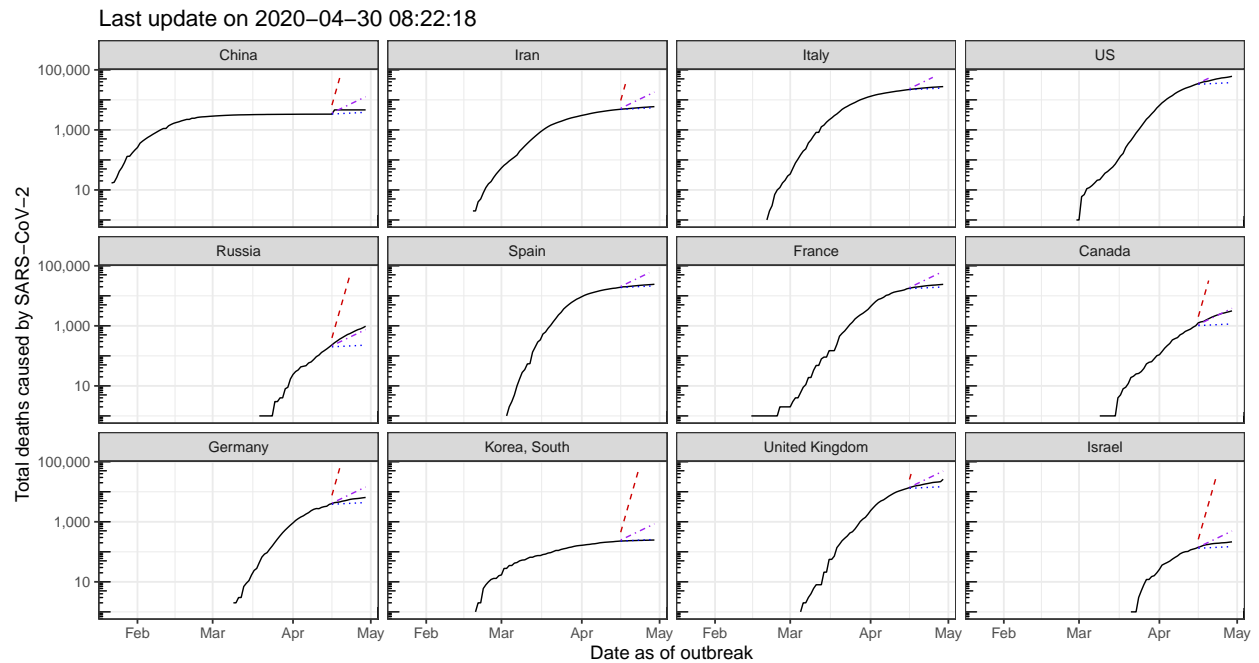 Last update on 2020−04−30 08:22:18
China
Iran
Italy
US
100,000
1,000
10
Russia
Spain
France
Canada
100,000
1,000
10
Germany
Korea, South
United Kingdom
Israel
100,000
1,000
10
Feb Mar Apr May
Feb Mar Apr May
Feb Mar Apr May
Feb Mar Apr May
Date as of outbreak
Total deaths caused by SARS−CoV−2